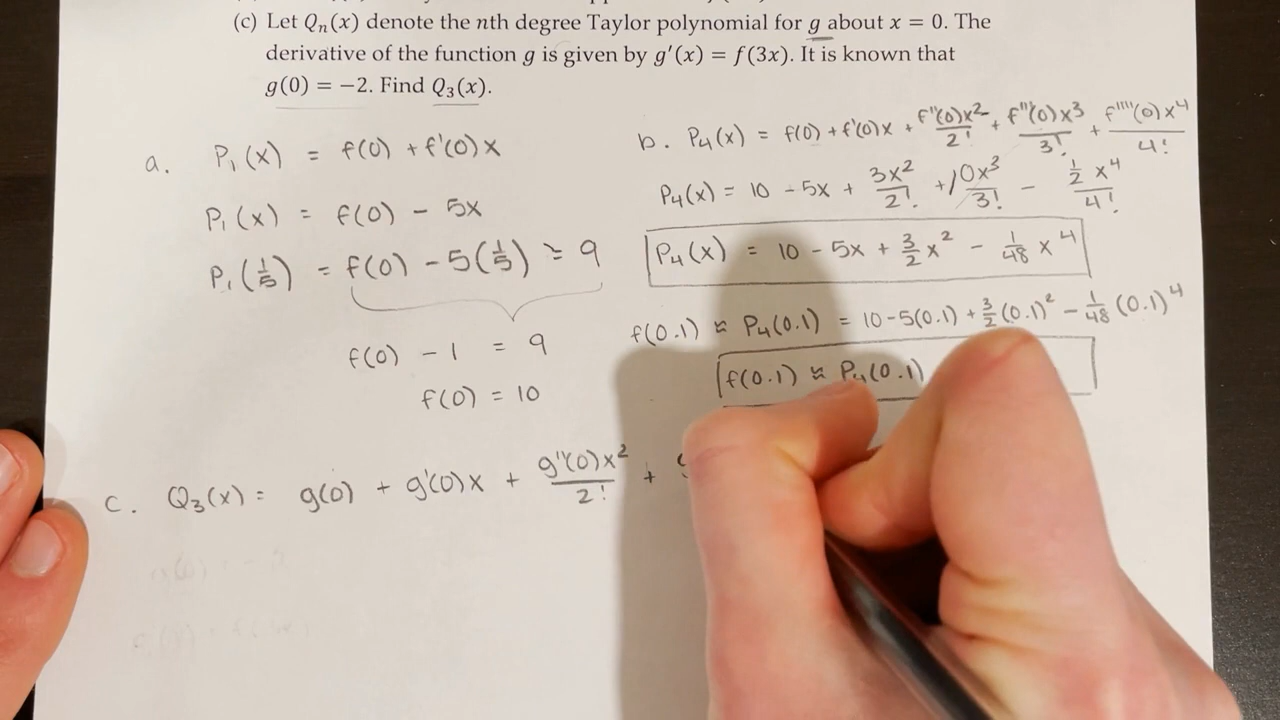 (c) Let Qₙ(x) denote the nth degree Taylor polynomial for g about x = 0. The
derivative of the function g is given by g′(x) = f(3x). It is known that
g(0) = −2. Find Q₃(x).
a. P₁(x) = f(0) + f'(0)x
P₁(x) = f(0) − 5x
P₁(1/5) = f(0) − 5(1/5) = 9
f(0) − 1 = 9
f(0) = 10
b. P₄(x) = f(0) + f'(0)x + f''(0)x²/2! + f'''(0)x³/3! + f''''(0)x⁴/4!
P₄(x) = 10 − 5x + 3x²/2! + 0x³/3! − ½x⁴/4!
P₄(x) = 10 − 5x + 3/2 x² − 1/48 x⁴
f(0.1) ≈ P₄(0.1) = 10−5(0.1) + 3/2 (0.1)² − 1/48 (0.1)⁴
f(0.1) ≈ P₄(0.1)
c. Q₃(x) = g(0) + g'(0)x + g''(0)x²/2! +